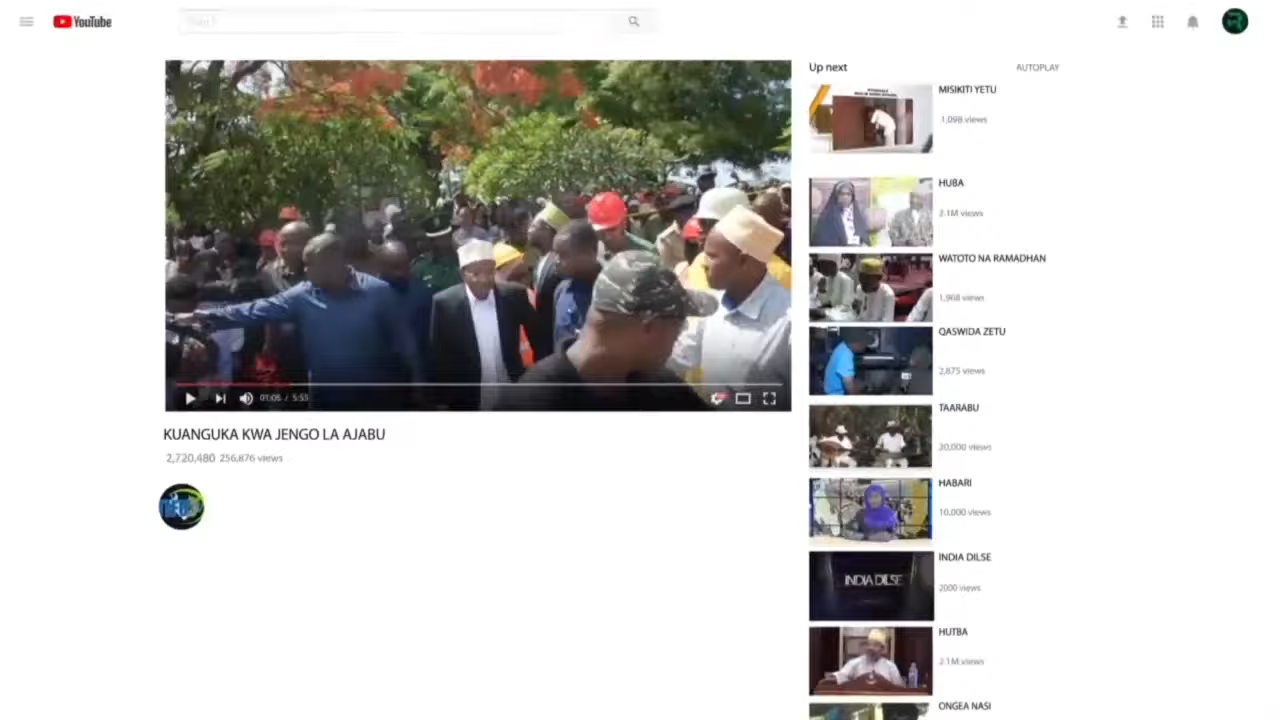 YouTube
KUANGUKA KWA JENGO LA AJABU
2,720,480 256,876 views
01:05 / 5:55
Up next
AUTOPLAY
MISIKITI YETU
1,098 views
HUBA
2.1M views
WATOTO NA RAMADHAN
1,968 views
QASWIDA ZETU
2,875 views
TAARABU
20,000 views
HABARI
10,000 views
INDIA DILSE
INDIA DILSE
2000 views
HUTBA
2.1M views
ONGEA NASI